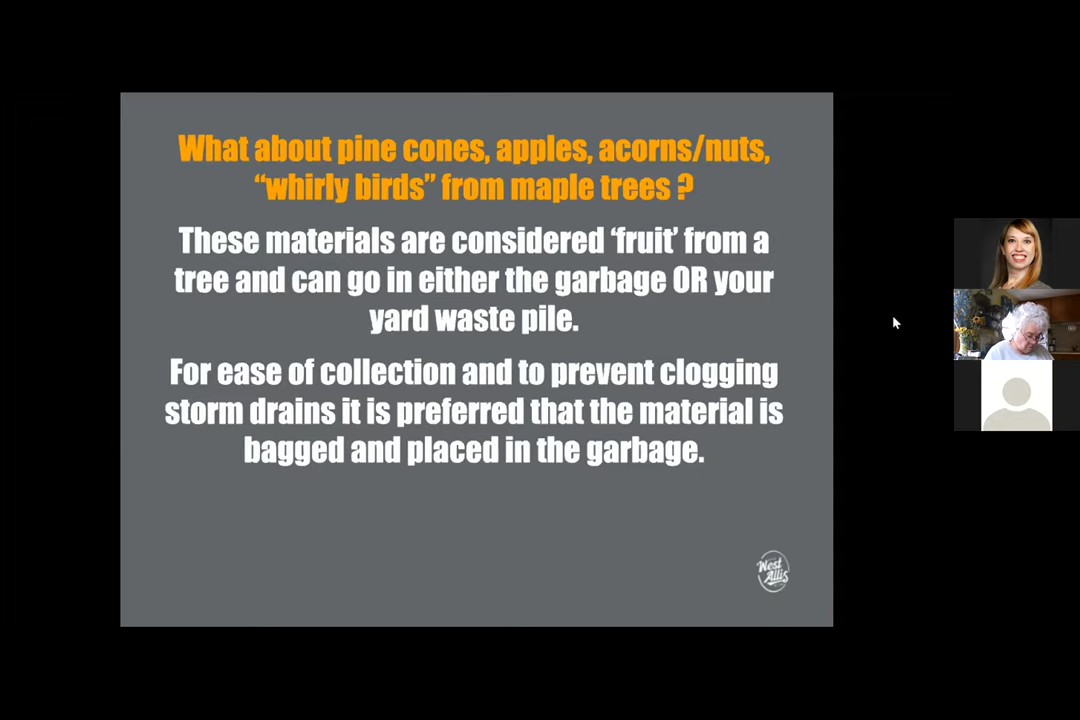 What about pine cones, apples, acorns/nuts,
“whirly birds” from maple trees ?
These materials are considered ‘fruit’ from a
tree and can go in either the garbage OR your
yard waste pile.
For ease of collection and to prevent clogging
storm drains it is preferred that the material is
bagged and placed in the garbage.
West
Allis